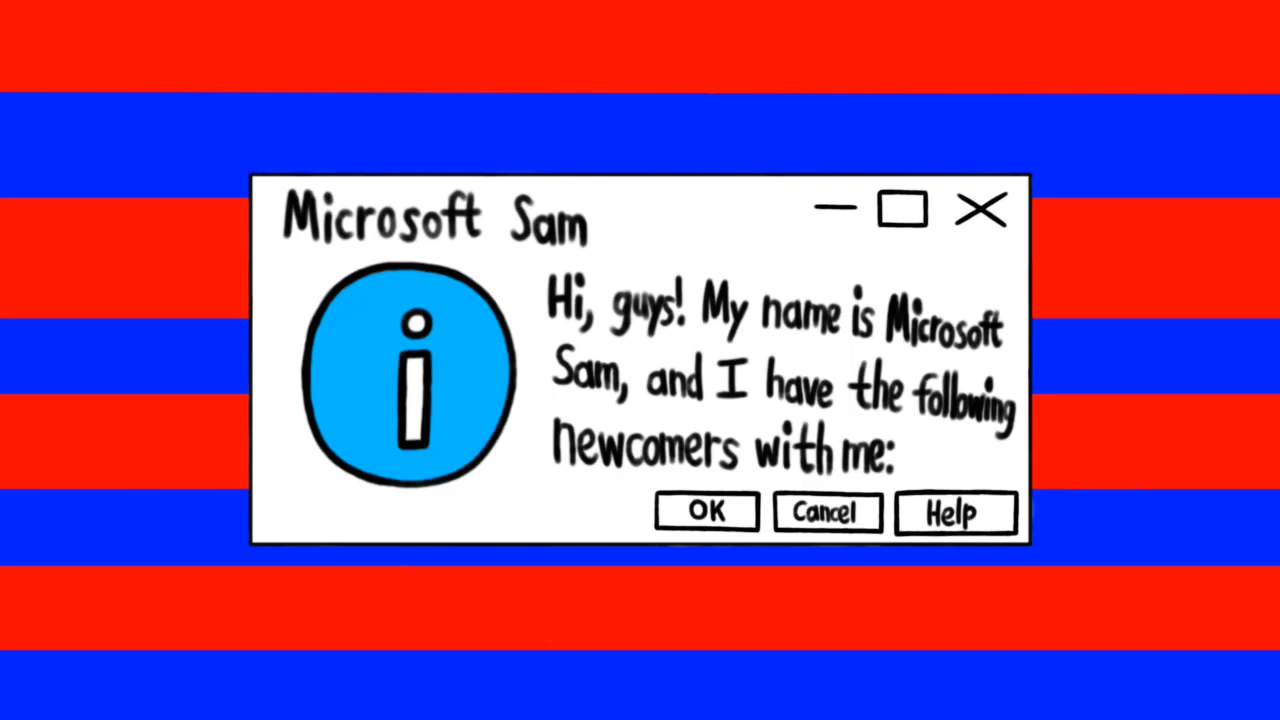 Microsoft Sam
i
Hi, guys! My name is Microsoft
Sam, and I have the following
newcomers with me:
OK
Cancel
Help